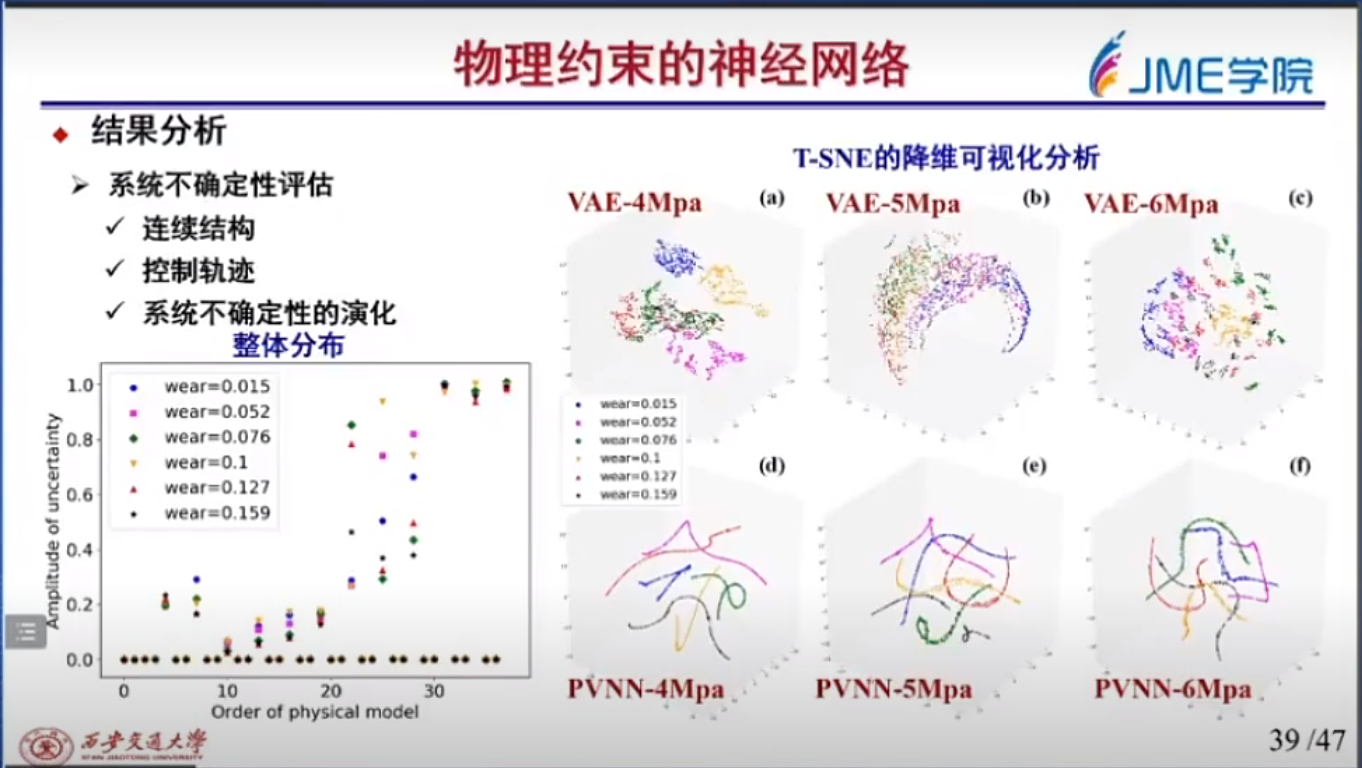 物理约束的神经网络
JME学院
结果分析
系统不确定性评估
连续结构
控制轨迹
系统不确定性的演化
整体分布
Amplitude of uncertainty
1.0
0.8
0.6
0.4
0.2
0.0
wear=0.015
wear=0.052
wear=0.076
wear=0.1
wear=0.127
wear=0.159
0 10 20 30
Order of physical model
T-SNE的降维可视化分析
VAE-4Mpa (a)
VAE-5Mpa (b)
VAE-6Mpa (c)
wear=0.015
wear=0.052
wear=0.076
wear=0.1
wear=0.127
wear=0.159
(d)
(e)
(f)
PVNN-4Mpa
PVNN-5Mpa
PVNN-6Mpa
西安交通大学
XI'AN JIAOTONG UNIVERSITY
39 /47